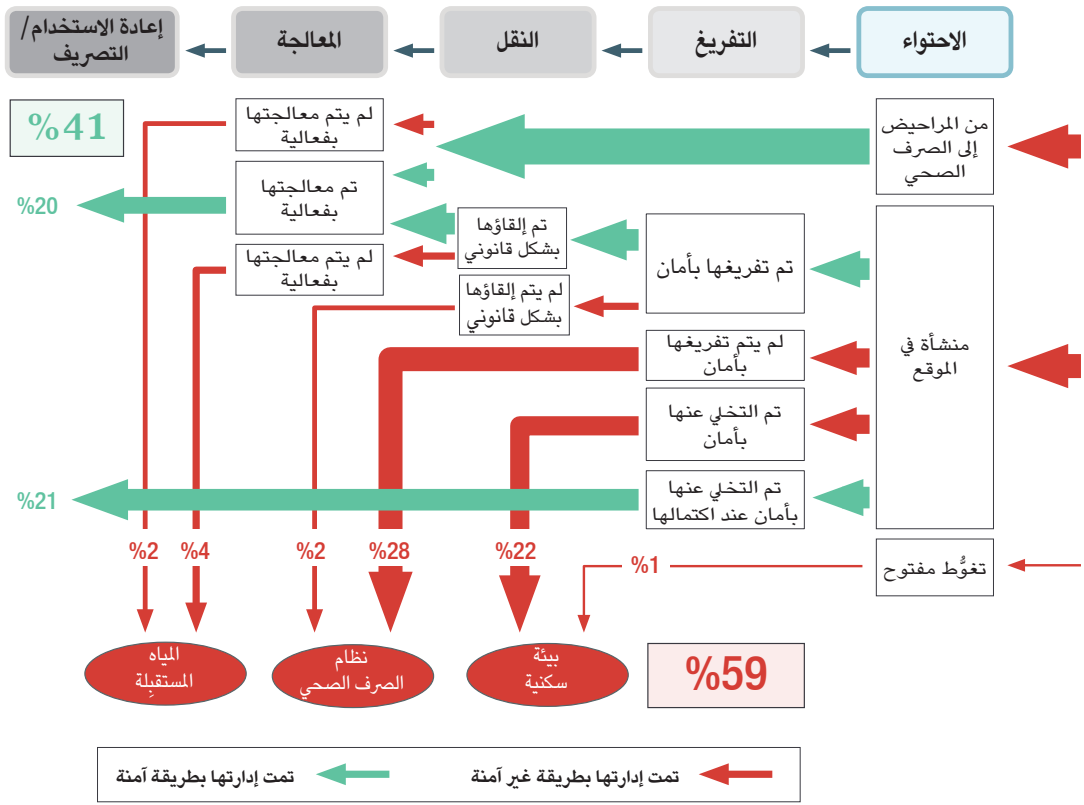 الاحتواء
التفريغ
النقل
المعالجة
إعادة الاستخدام/
التصريف
%41
من المراحيض
إلى الصرف
الصحي
لم يتم معالجتها
بفعالية
تم معالجتها
بفعالية
%20
تم إلقاؤها
بشكل قانوني
تم تفريغها بأمان
لم يتم معالجتها
بفعالية
لم يتم إلقاؤها
بشكل قانوني
منشأة في
الموقع
لم يتم تفريغها
بأمان
تم التخلي عنها
بأمان
تم التخلي عنها
بأمان عند اكتمالها
%21
تغوُّط مفتوح
%1
%22
%28
%2
%4
%2
%59
بيئة
سكنية
نظام
الصرف الصحي
المياه
المستقبِلة
تمت إدارتها بطريقة غير آمنة
تمت إدارتها بطريقة آمنة